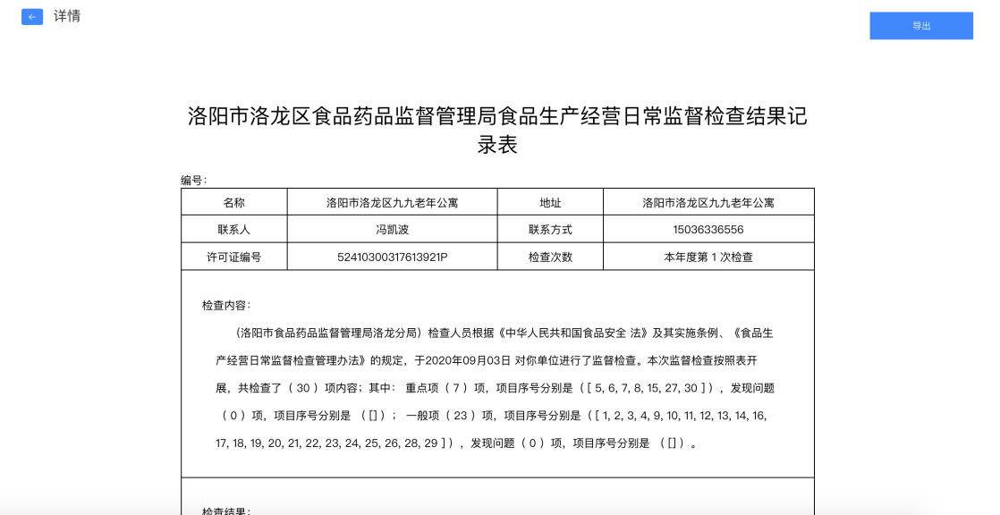 ← 详情
导出
洛阳市洛龙区食品药品监督管理局食品生产经营日常监督检查结果记
录表
编号：
名称 洛阳市洛龙区九九老年公寓 地址 洛阳市洛龙区九九老年公寓
联系人 冯凯波 联系方式 15036336556
许可证编号 52410300317613921P 检查次数 本年度第 1 次检查
检查内容：
（洛阳市食品药品监督管理局洛龙分局）检查人员根据《中华人民共和国食品安全 法》及其实施条例、《食品生
产经营日常监督检查管理办法》的规定，于2020年09月03日 对你单位进行了监督检查。本次监督检查按照表开
展，共检查了（ 30 ）项内容；其中： 重点项（ 7 ）项，项目序号分别是（[ 5, 6, 7, 8, 15, 27, 30 ]），发现问题
（ 0 ）项，项目序号分别是 （ [] ）； 一般项（ 23 ）项，项目序号分别是（[ 1, 2, 3, 4, 9, 10, 11, 12, 13, 14, 16,
17, 18, 19, 20, 21, 22, 23, 24, 25, 26, 28, 29 ]），发现问题（ 0 ）项，项目序号分别是 （ [] ）。
检查结果：